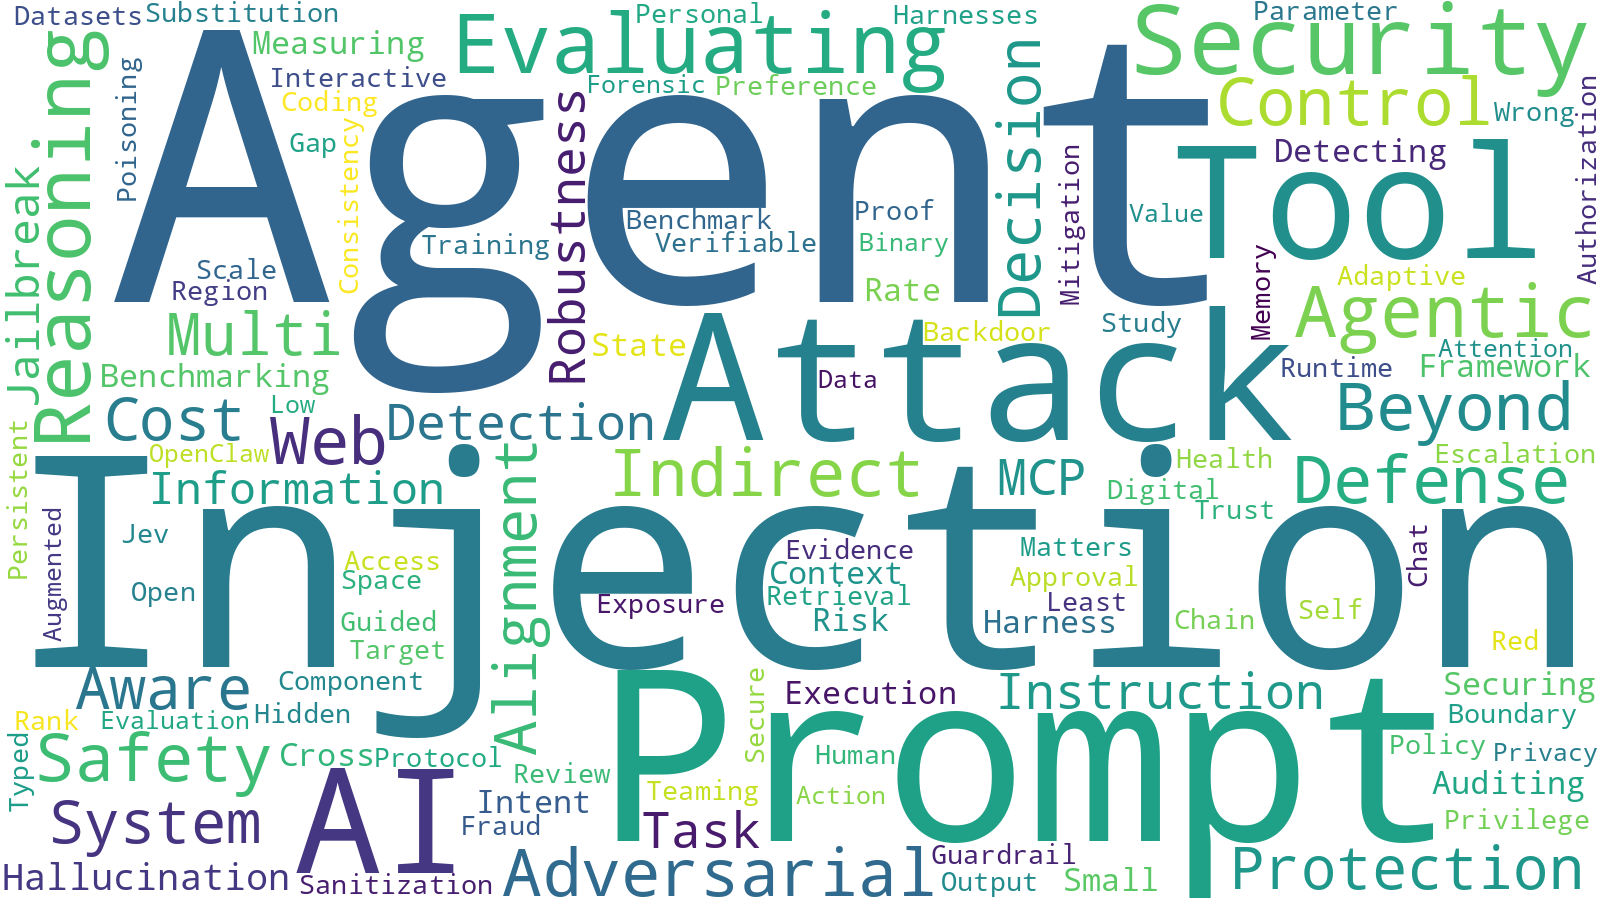 Datasets
Substitution
Personal
Harnesses
Parameter
Measuring
Evaluating
Security
Interactive
Forensic
Preference
Control
Coding
Gap
Wrong
Reasoning
Poisoning
Agent
Consistency
Robustness
Decision
Mitigation
Tool
Detecting
Authorization
Jailbreak
Benchmark
Proof
Value
Training
Verifiable
Binary
Scale
Region
Rate
Memory
Adaptive
Agentic
Multi
State
Backdoor
Study
Attention
Benchmarking
Data
Attack
Runtime
Framework
Low
Cost
Web
Detection
Beyond
OpenClaw
Information
Indirect
MCP
Health
Escalation
Defense
Digital
Trust
Persistent
Augmented
Jev
Injection
Alignment
Access
Space
Open
Evidence
Context
Retrieval
Exposure
Risk
Matters
Approval
Least
Harness
Chat
Chain
Self
Red
Guided
Target
Aware
Component
Execution
Instruction
Securing
Rank
Evaluation
Hidden
Secure
Prompt
Boundary
Typed
Safety
Cross
Protocol
Review
Human
Policy
Privacy
System
AI
Intent
Fraud
Teaming
Action
Auditing
Task
Privilege
Hallucination
Sanitization
Adversarial
Guardrail
Output
Small
Protection